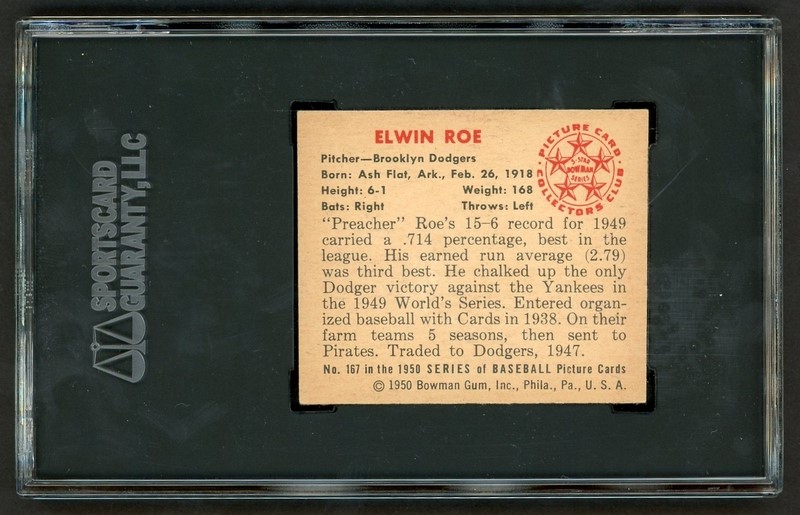 SPORTSCARD
GUARANTY, LLC
ELWIN ROE
Pitcher—Brooklyn Dodgers
Born: Ash Flat, Ark., Feb. 26, 1918
Height: 6-1 Weight: 168
Bats: Right Throws: Left
PICTURE CARD
5-STAR
BOWMAN
SERIES
COLLECTORS CLUB
"Preacher" Roe's 15-6 record for 1949
carried a .714 percentage, best in the
league. His earned run average (2.79)
was third best. He chalked up the only
Dodger victory against the Yankees in
the 1949 World's Series. Entered organ-
ized baseball with Cards in 1938. On their
farm teams 5 seasons, then sent to
Pirates. Traded to Dodgers, 1947.
No. 167 in the 1950 SERIES of BASEBALL Picture Cards
© 1950 Bowman Gum, Inc., Phila., Pa., U. S. A.